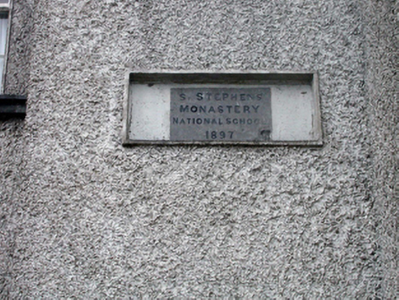 S. STEPHENS
MONASTERY
NATIONAL SCHOOL
1897